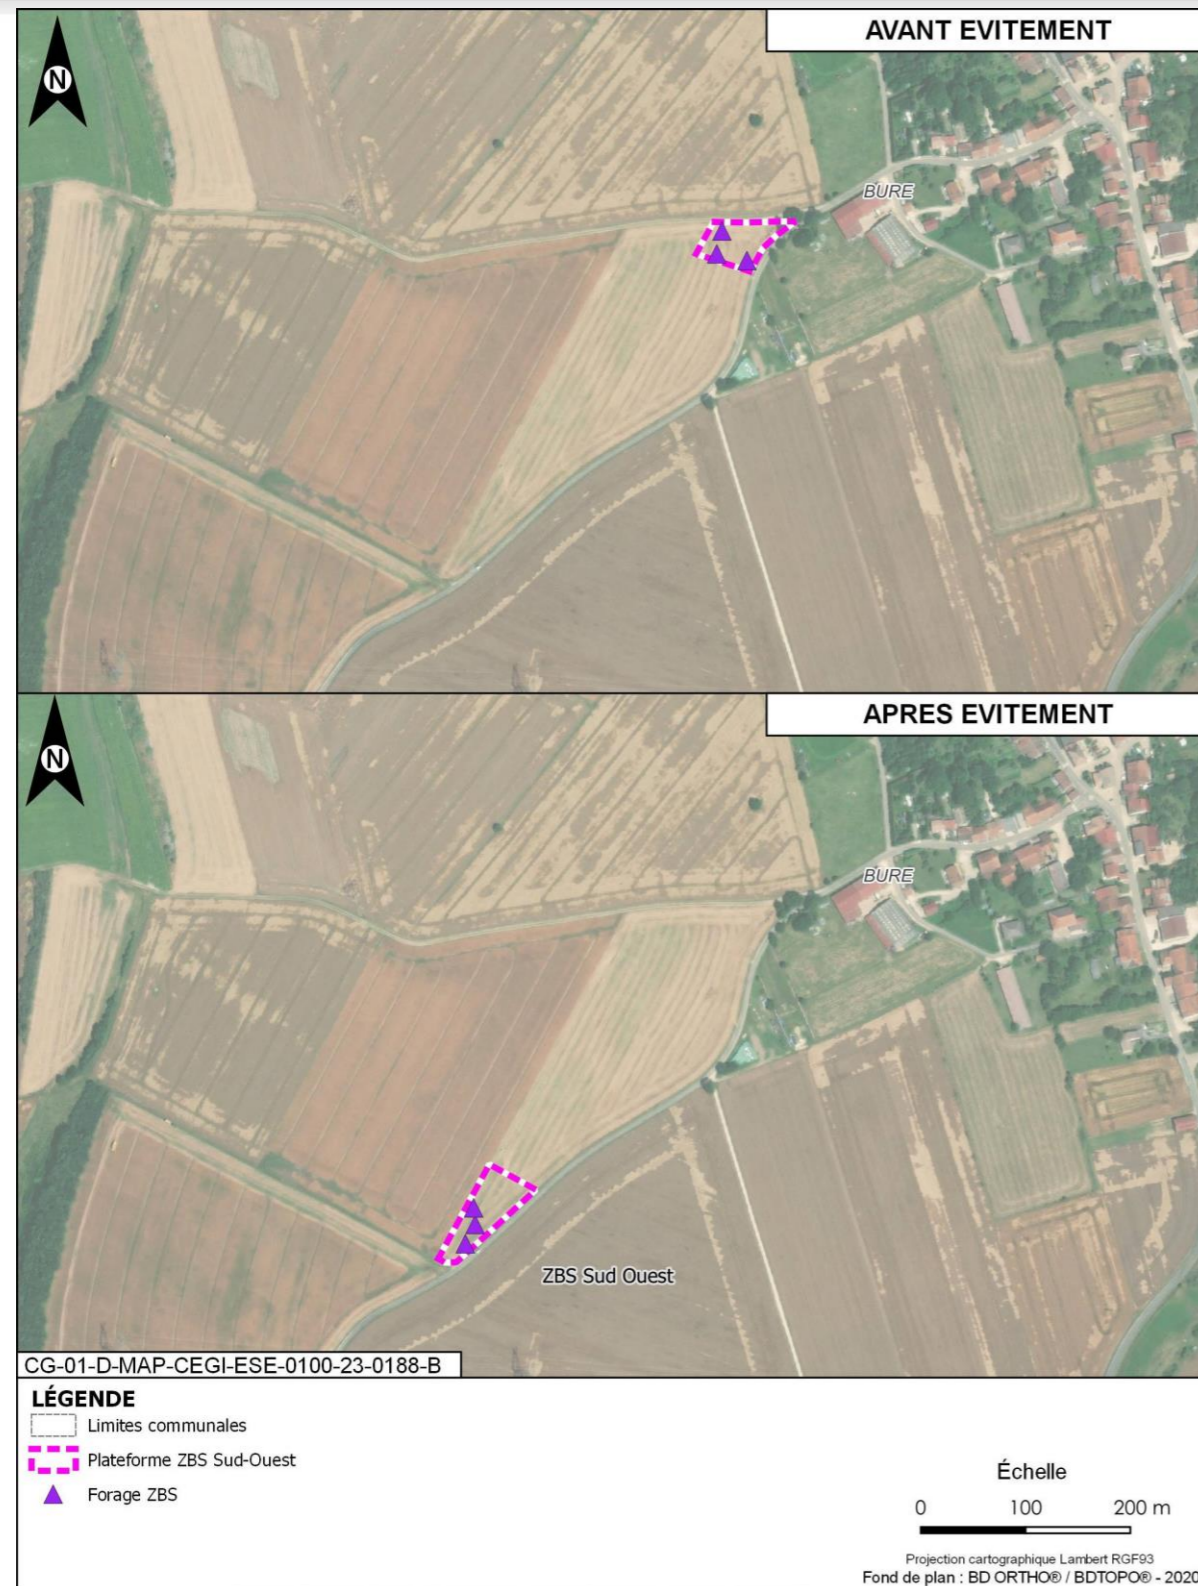 AVANT EVITEMENT
N
BURE
APRES EVITEMENT
N
BURE
ZBS Sud Ouest
CG-01-D-MAP-CEGI-ESE-0100-23-0188-B
LÉGENDE
Limites communales
Plateforme ZBS Sud-Ouest
Forage ZBS
Échelle
0 100 200 m
Projection cartographique Lambert RGF93
Fond de plan : BD ORTHO® / BDTOPO® - 2020